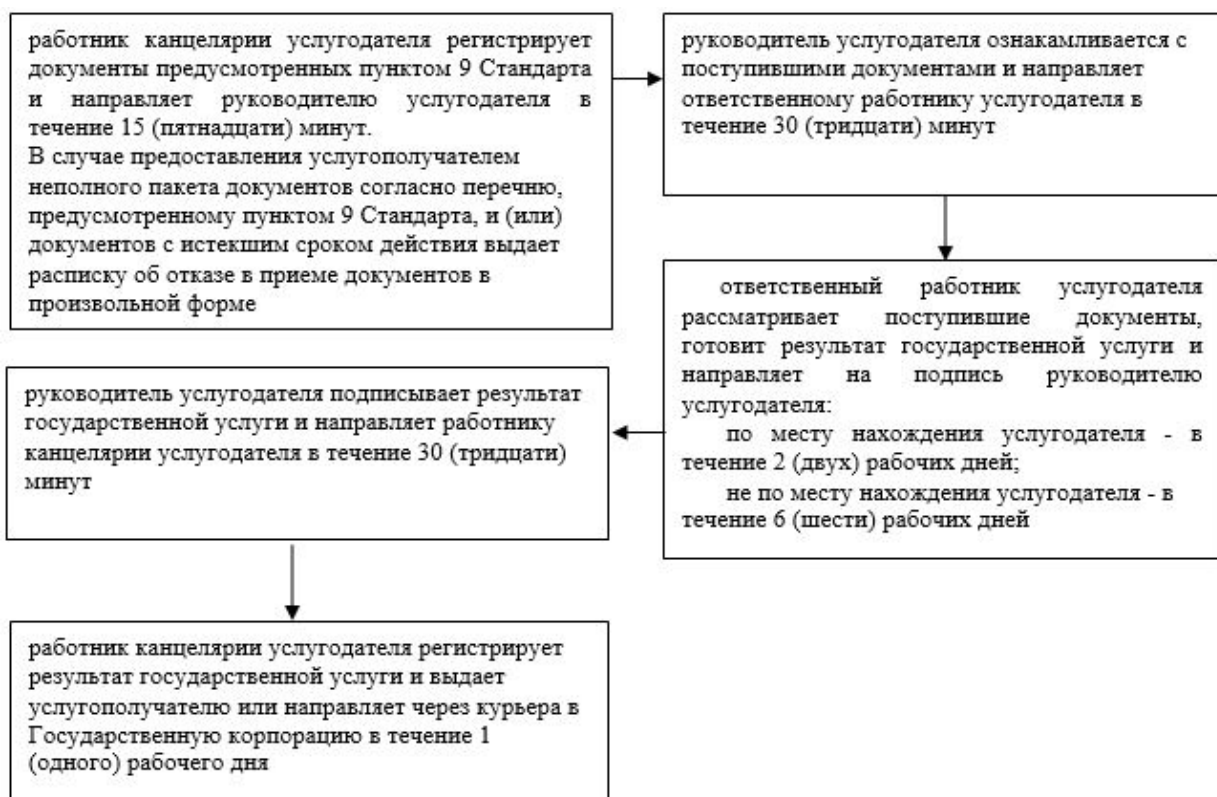 работник канцелярии услугодателя регистрирует
документы предусмотренных пунктом 9 Стандарта
и направляет руководителю услугодателя в
течение 15 (пятнадцати) минут.
В случае предоставления услугополучателем
неполного пакета документов согласно перечню,
предусмотренному пунктом 9 Стандарта, и (или)
документов с истекшим сроком действия выдает
расписку об отказе в приеме документов в
произвольной форме
руководитель услугодателя ознакамливается с
поступившими документами и направляет
ответственному работнику услугодателя в
течение 30 (тридцати) минут
ответственный работник услугодателя
рассматривает поступившие документы,
готовит результат государственной услуги и
направляет на подпись руководителю
услугодателя:
по месту нахождения услугодателя - в
течение 2 (двух) рабочих дней;
не по месту нахождения услугодателя - в
течение 6 (шести) рабочих дней
руководитель услугодателя подписывает результат
государственной услуги и направляет работнику
канцелярии услугодателя в течение 30 (тридцати)
минут
работник канцелярии услугодателя регистрирует
результат государственной услуги и выдает
услугополучателю или направляет через курьера в
Государственную корпорацию в течение 1
(одного) рабочего дня